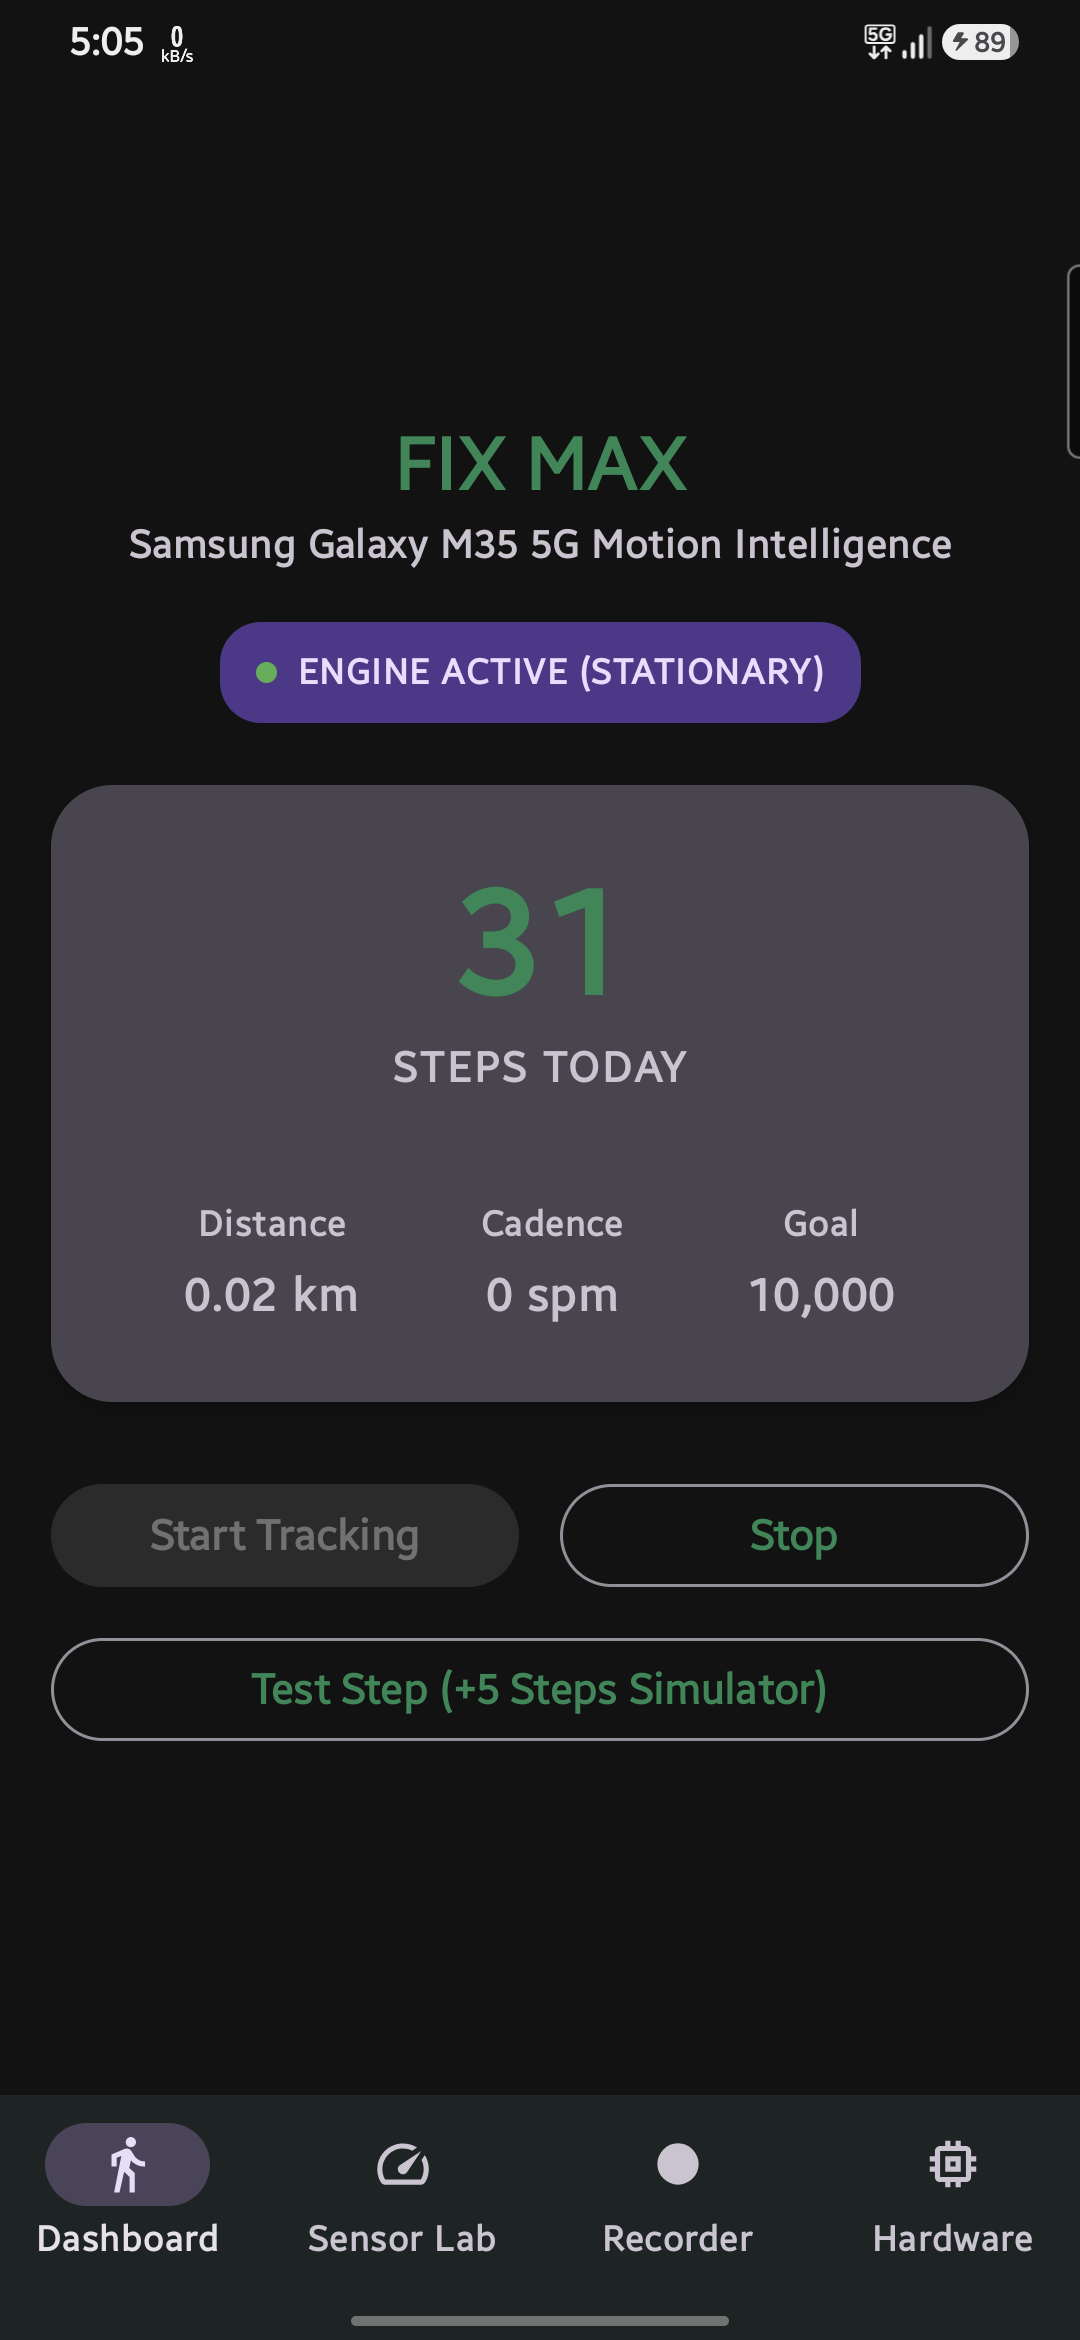 5:05 0 kB/s 5G 89
FIX MAX
Samsung Galaxy M35 5G Motion Intelligence
ENGINE ACTIVE (STATIONARY)
31
STEPS TODAY
Distance Cadence Goal
0.02 km 0 spm 10,000
Start Tracking Stop
Test Step (+5 Steps Simulator)
Dashboard Sensor Lab Recorder Hardware